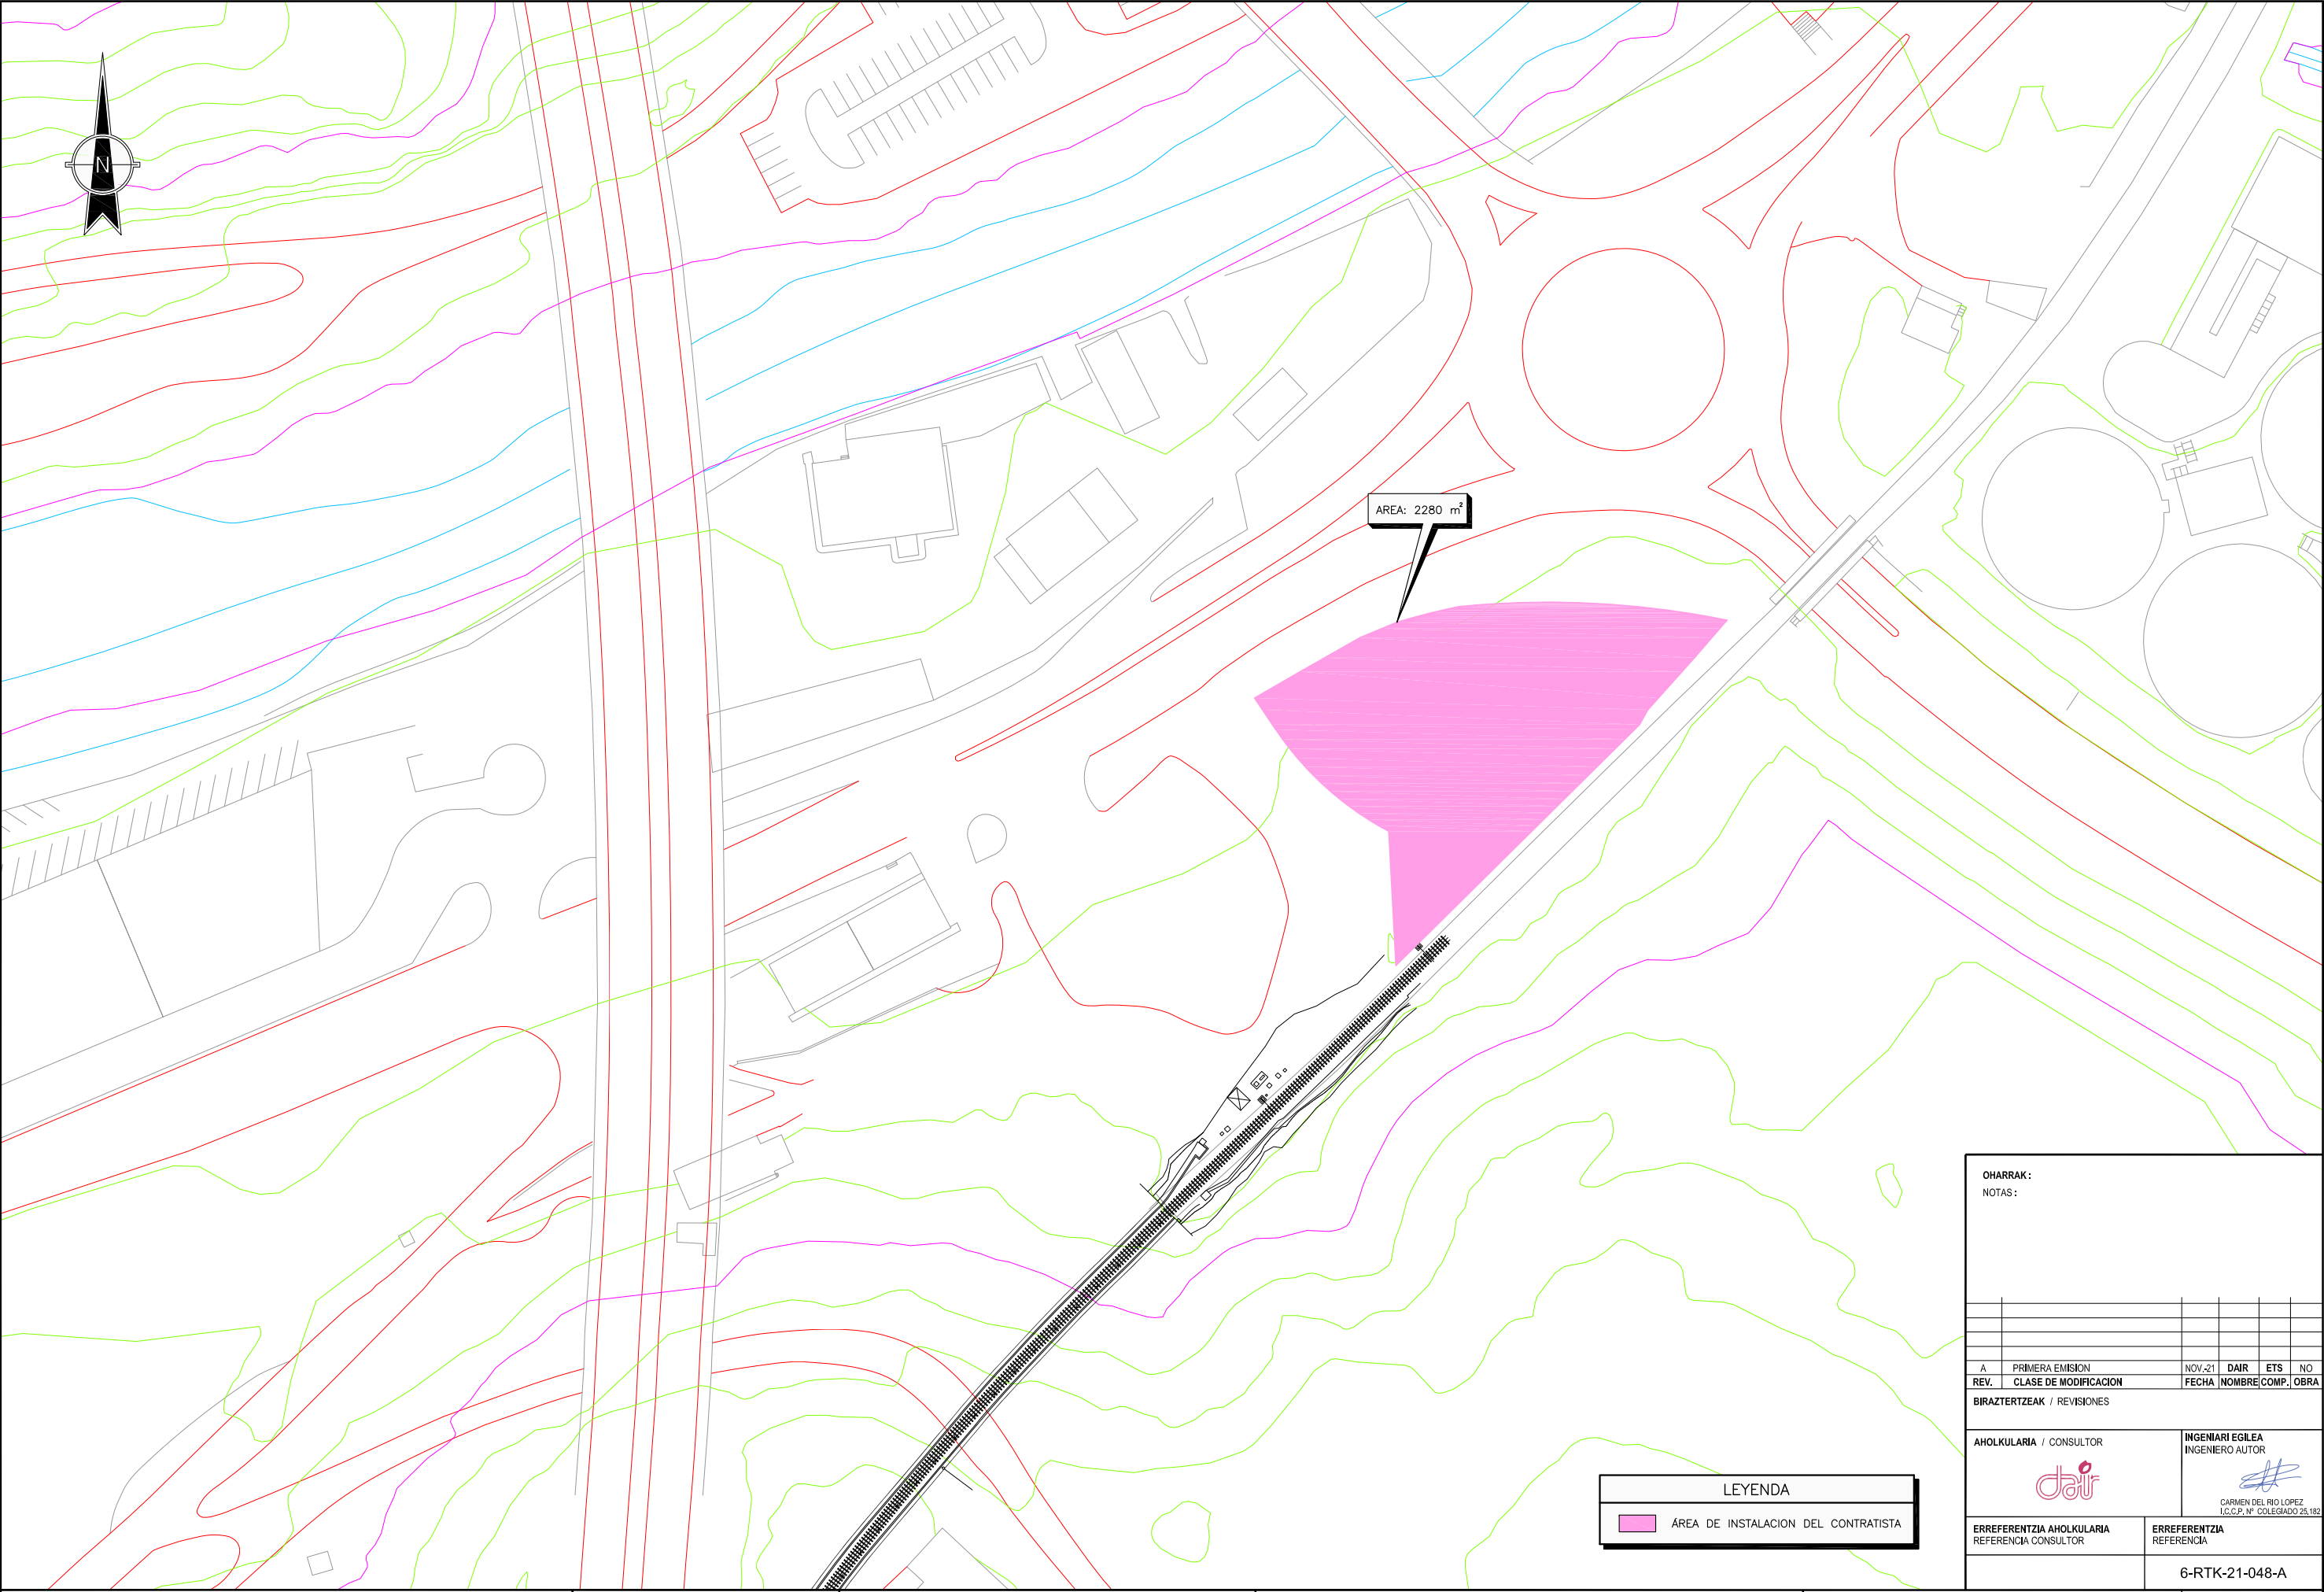 N
AREA: 2280 m²
LEYENDA
ÁREA DE INSTALACION DEL CONTRATISTA
OHARRAK:
NOTAS:
A PRIMERA EMISION NOV.-21 DAIR ETS NO
REV. CLASE DE MODIFICACION FECHA NOMBRE COMP. OBRA
BIRAZTERTZEAK / REVISIONES
AHOLKULARIA / CONSULTOR
dair
INGENIARI EGILEA
INGENIERO AUTOR
CARMEN DEL RIO LOPEZ
I.C.C.P. Nº COLEGIADO 25.182
ERREFERENTZIA AHOLKULARIA
REFERENCIA CONSULTOR
ERREFERENTZIA
REFERENCIA
6-RTK-21-048-A